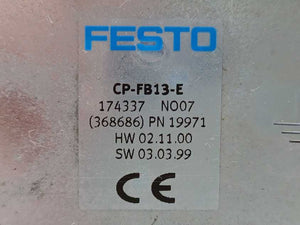 FESTO
CP-FB13-E
174337 NO07
(368686) PN 19971
HW 02.11.00
SW 03.03.99
CE